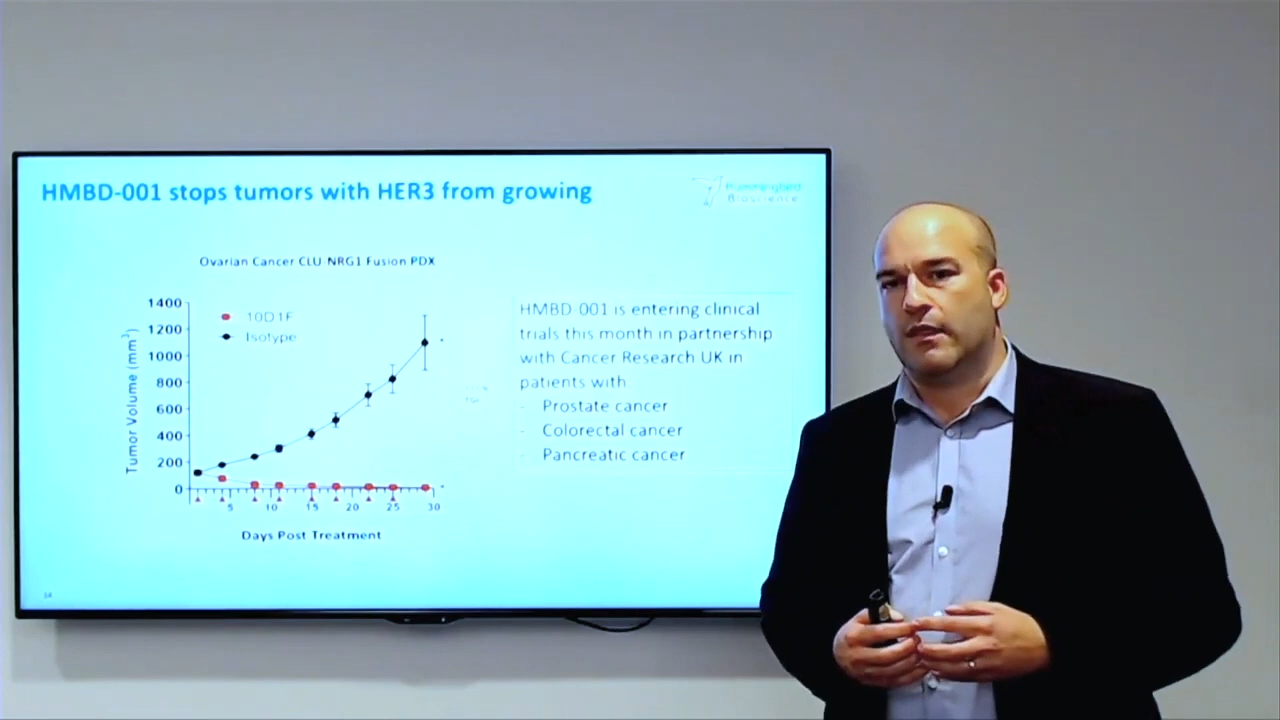 HMBD-001 stops tumors with HER3 from growing
Hummingbird
Bioscience
Ovarian Cancer CLU NRG1 Fusion PDX
Tumor Volume (mm³)
1400
1200
1000
800
600
400
200
0
10D1F
Isotype
5
10
15
20
25
30
Days Post Treatment
HMBD-001 is entering clinical
trials this month in partnership
with Cancer Research UK in
patients with
- Prostate cancer
- Colorectal cancer
- Pancreatic cancer